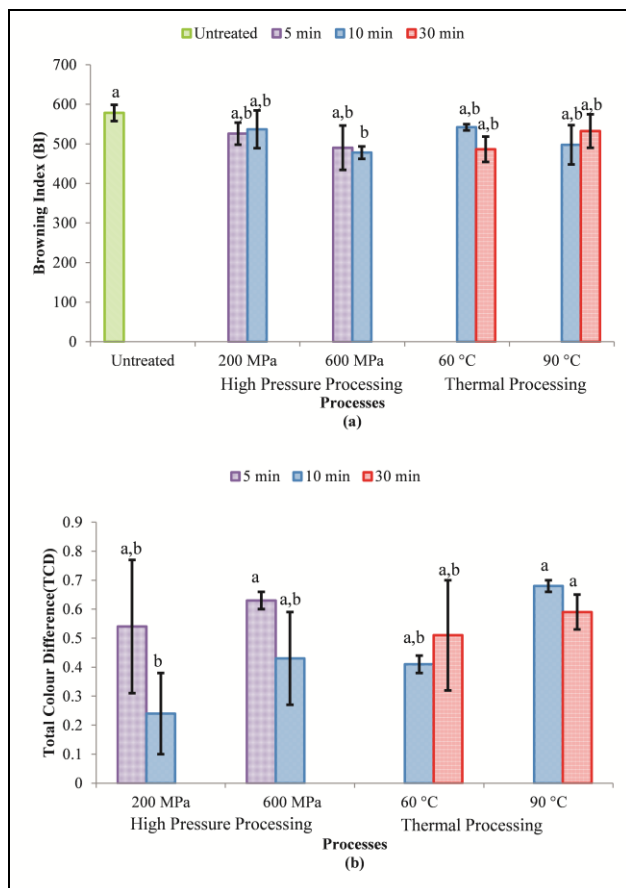 Untreated 5 min 10 min 30 min
700
600
500
400
300
200
100
0
Browning Index (BI)
a
a,b a,b
a,b b
a,b a,b
a,b a,b
Untreated 200 MPa 600 MPa 60 °C 90 °C
High Pressure Processing Thermal Processing
Processes
(a)
5 min 10 min 30 min
0.9
0.8
0.7
0.6
0.5
0.4
0.3
0.2
0.1
0
Total Colour Difference(TCD)
a,b b
a a,b
a,b a,b
a a
200 MPa 600 MPa 60 °C 90 °C
High Pressure Processing Thermal Processing
Processes
(b)